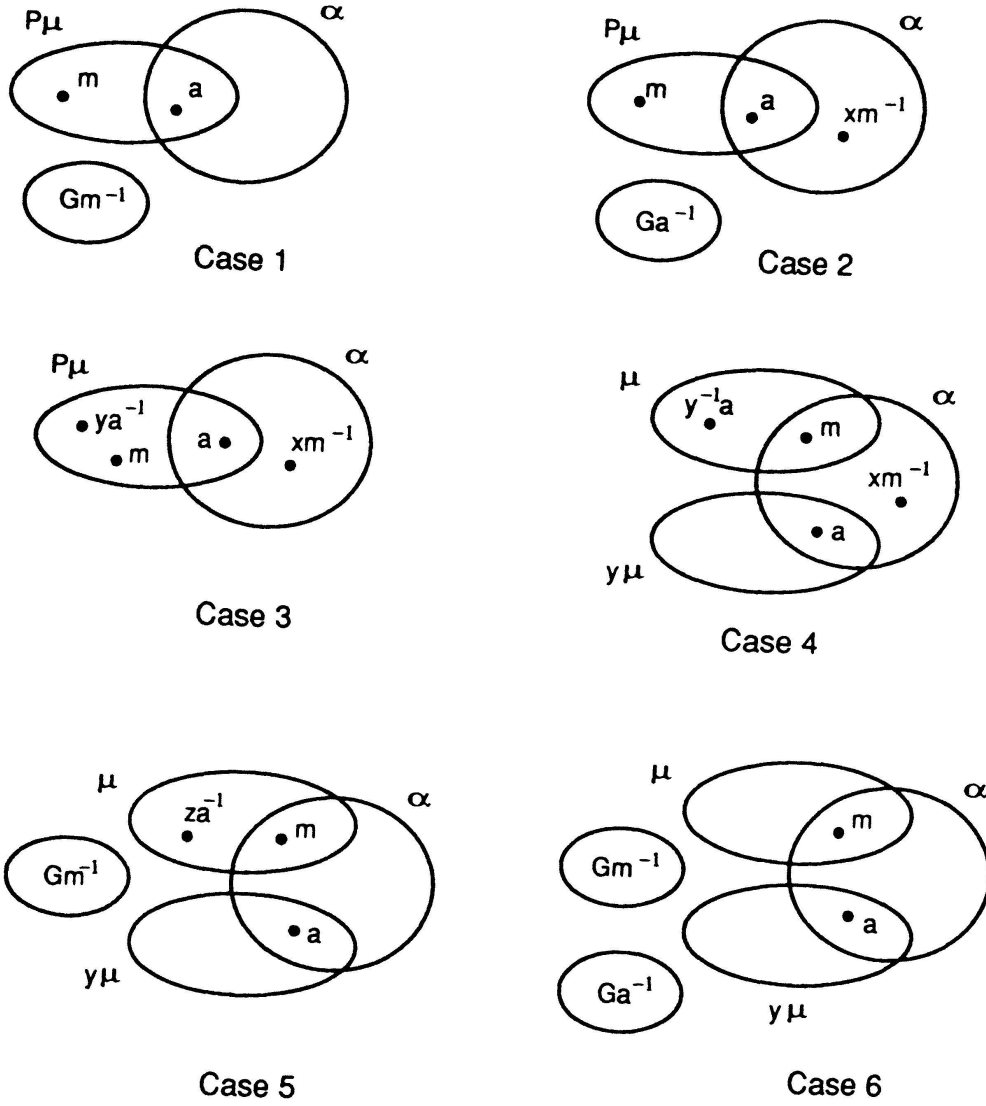 Pμ
α
m
a
Gm⁻¹
Case 1
Pμ
α
m
a
xm⁻¹
Ga⁻¹
Case 2
Pμ
α
ya⁻¹
m
a
xm⁻¹
Case 3
μ
α
y⁻¹a
m
xm⁻¹
a
yμ
Case 4
μ
α
za⁻¹
m
Gm⁻¹
a
yμ
Case 5
μ
α
m
Gm⁻¹
a
Ga⁻¹
yμ
Case 6